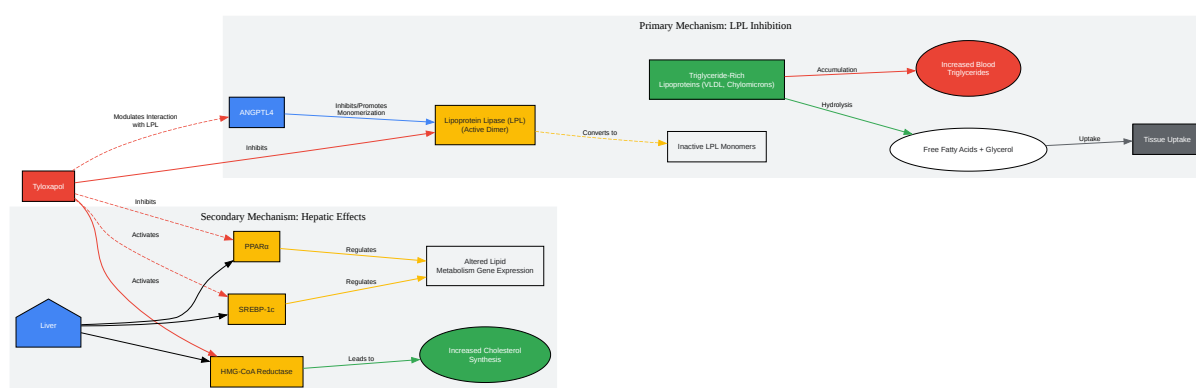 Primary Mechanism: LPL Inhibition
Triglyceride-Rich
Lipoproteins (VLDL, Chylomicrons)
Accumulation
Increased Blood
Triglycerides
Hydrolysis
Free Fatty Acids + Glycerol
Uptake
Tissue Uptake
Modulates Interaction
with LPL
ANGPTL4
Inhibits/Promotes
Monomerization
Lipoprotein Lipase (LPL)
(Active Dimer)
Converts to
Inactive LPL Monomers
Inhibits
Tyloxapol
Secondary Mechanism: Hepatic Effects
Inhibits
Activates
Activates
PPARα
Regulates
Altered Lipid
Metabolism Gene Expression
SREBP-1c
Regulates
Liver
HMG-CoA Reductase
Leads to
Increased Cholesterol
Synthesis